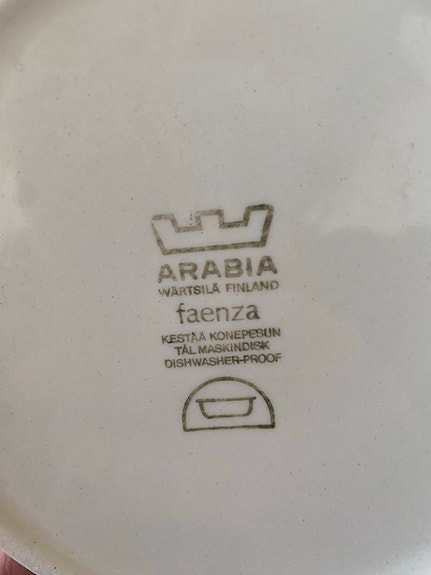 ARABIA
WÄRTSILÄ FINLAND
faenza
KESTÄÄ KONEPESUN
TÅL MASKINDISK
DISHWASHER-PROOF